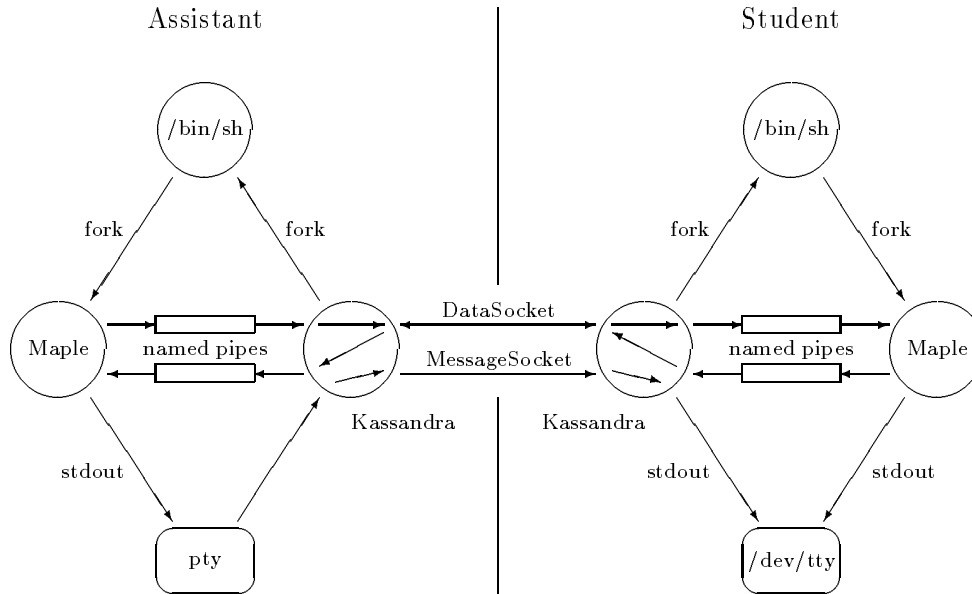 Assistant
Student
/bin/sh
/bin/sh
fork
fork
fork
fork
DataSocket
Maple
named pipes
named pipes
Maple
MessageSocket
Kassandra
Kassandra
stdout
stdout
stdout
pty
/dev/tty